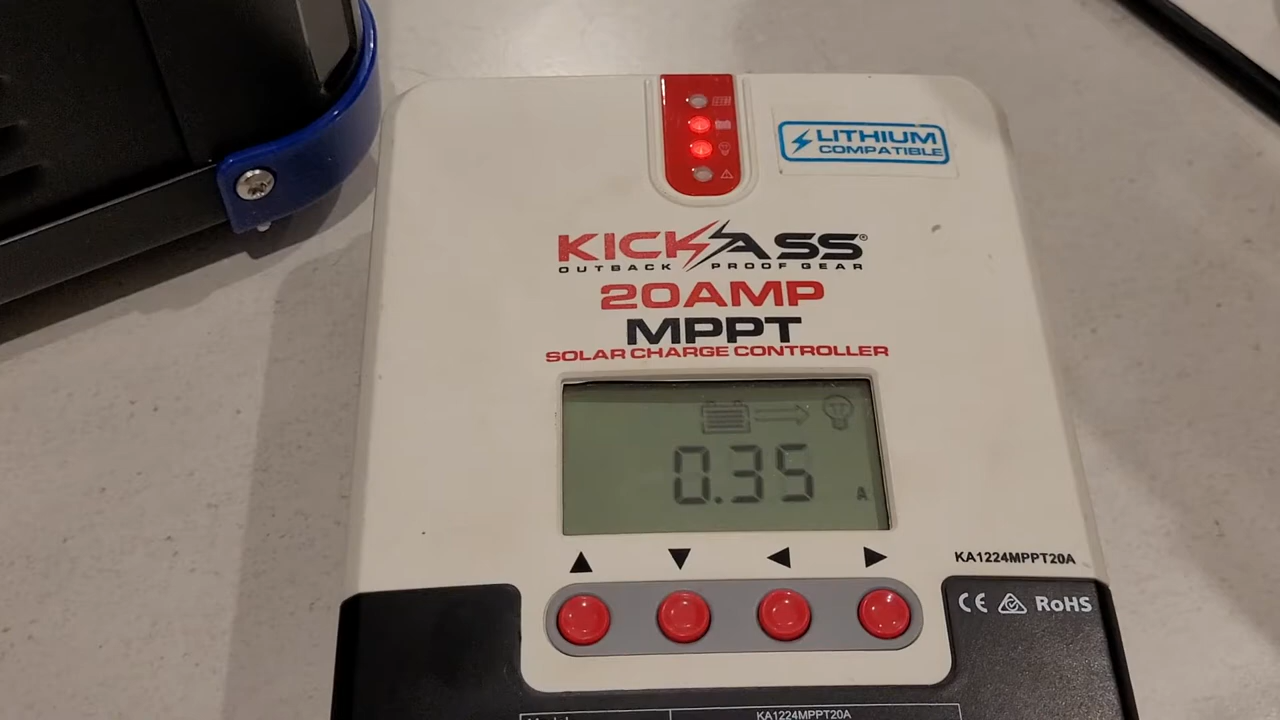 LITHIUM
COMPATIBLE
KICKASS®
OUTBACK PROOF GEAR
20AMP
MPPT
SOLAR CHARGE CONTROLLER
0.35 A
▲ ▼ ◀ ▶
KA1224MPPT20A
CE RoHS
KA1224MPPT20A